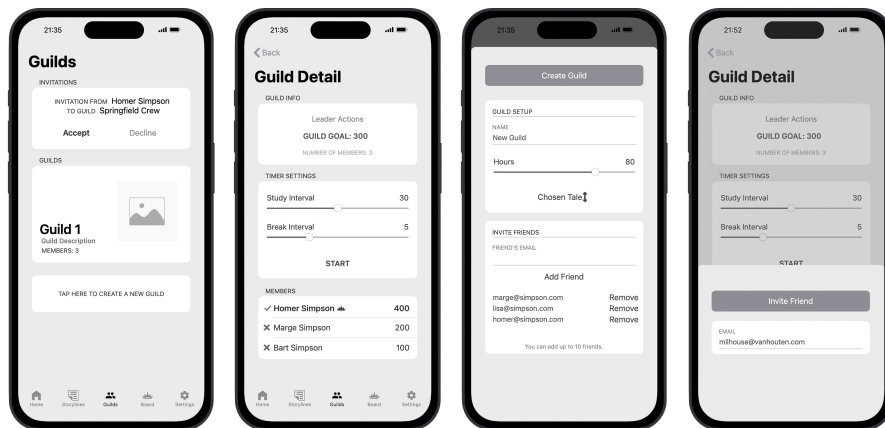 21:35
Guilds
INVITATIONS
INVITATION FROM Homer Simpson
TO GUILD Springfield Crew
Accept Decline
GUILDS
Guild 1
Guild Description
MEMBERS: 3
TAP HERE TO CREATE A NEW GUILD
Home Storylines Guilds Board Settings
21:35
Back
Guild Detail
GUILD INFO
Leader Actions
GUILD GOAL: 300
NUMBER OF MEMBERS: 3
TIMER SETTINGS
Study Interval 30
Break Interval 5
START
MEMBERS
Homer Simpson 400
Marge Simpson 200
Bart Simpson 100
Home Storylines Guilds Board Settings
21:35
Create Guild
GUILD SETUP
NAME
New Guild
Hours 80
Chosen Tale
INVITE FRIENDS
FRIEND'S EMAIL
Add Friend
marge@simpson.com Remove
lisa@simpson.com Remove
homer@simpson.com Remove
You can add up to 10 friends.
21:52
Back
Guild Detail
GUILD INFO
Leader Actions
GUILD GOAL: 300
NUMBER OF MEMBERS: 3
TIMER SETTINGS
Study Interval 30
Break Interval 5
START
Invite Friend
EMAIL
milhouse@vanhouten.com